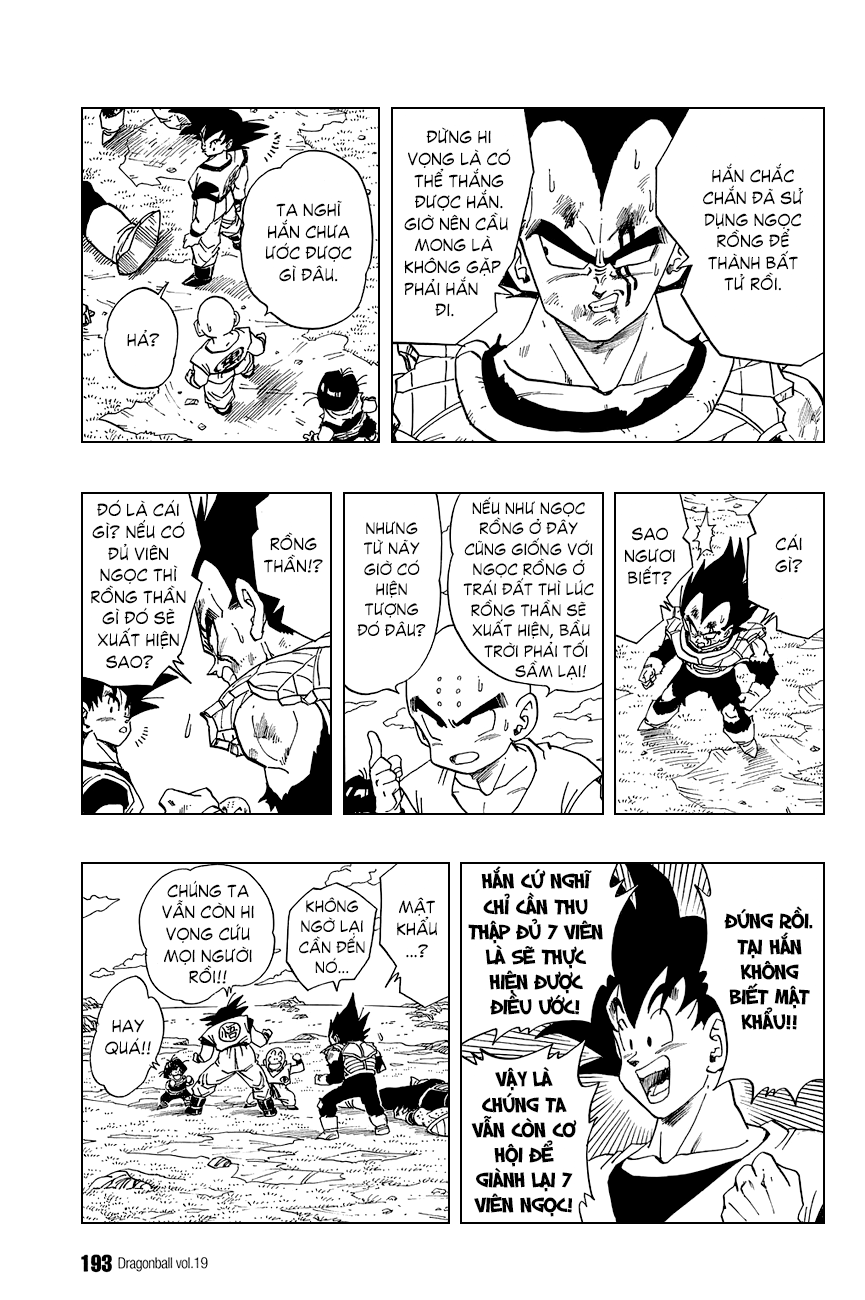 HẮN CHẮC
CHẮN ĐÃ SỬ
DỤNG NGỌC
RỒNG ĐỂ
THÀNH BẤT
TỬ RỒI.
ĐỪNG HI
VỌNG LÀ CÓ
THỂ THẮNG
ĐƯỢC HẮN.
GIỜ NÊN CẦU
MONG LÀ
KHÔNG GẶP
PHẢI HẮN
ĐI.
TA NGHĨ
HẮN CHƯA
ƯỚC ĐƯỢC
GÌ ĐÂU.
HẢ?
CÁI
GÌ?
SAO
NGƯƠI
BIẾT?
NẾU NHƯ NGỌC
RỒNG Ở ĐÂY
CŨNG GIỐNG VỚI
NGỌC RỒNG Ở
TRÁI ĐẤT THÌ LÚC
RỒNG THẦN SẼ
XUẤT HIỆN, BẦU
TRỜI PHẢI TỐI
SẦM LẠI!
NHƯNG
TỪ NÃY
GIỜ CÓ
HIỆN
TƯỢNG
ĐÓ ĐÂU?
RỒNG
THẦN!?
ĐÓ LÀ CÁI
GÌ? NẾU CÓ
ĐỦ VIÊN
NGỌC THÌ
RỒNG THẦN
GÌ ĐÓ SẼ
XUẤT HIỆN
SAO?
ĐÚNG RỒI.
TẠI HẮN
KHÔNG
BIẾT MẬT
KHẨU!!
HẮN CỨ NGHĨ
CHỈ CẦN THU
THẬP ĐỦ 7 VIÊN
LÀ SẼ THỰC
HIỆN ĐƯỢC
ĐIỀU ƯỚC!
VẬY LÀ
CHÚNG TA
VẪN CÒN CƠ
HỘI ĐỂ
GIÀNH LẠI 7
VIÊN NGỌC!
MẬT
KHẨU
...?
KHÔNG
NGỜ LẠI
CẦN ĐẾN
NÓ...
CHÚNG TA
VẪN CÒN HI
VỌNG CỨU
MỌI NGƯỜI
RỒI!!
HAY
QUÁ!!
193 Dragonball vol.19